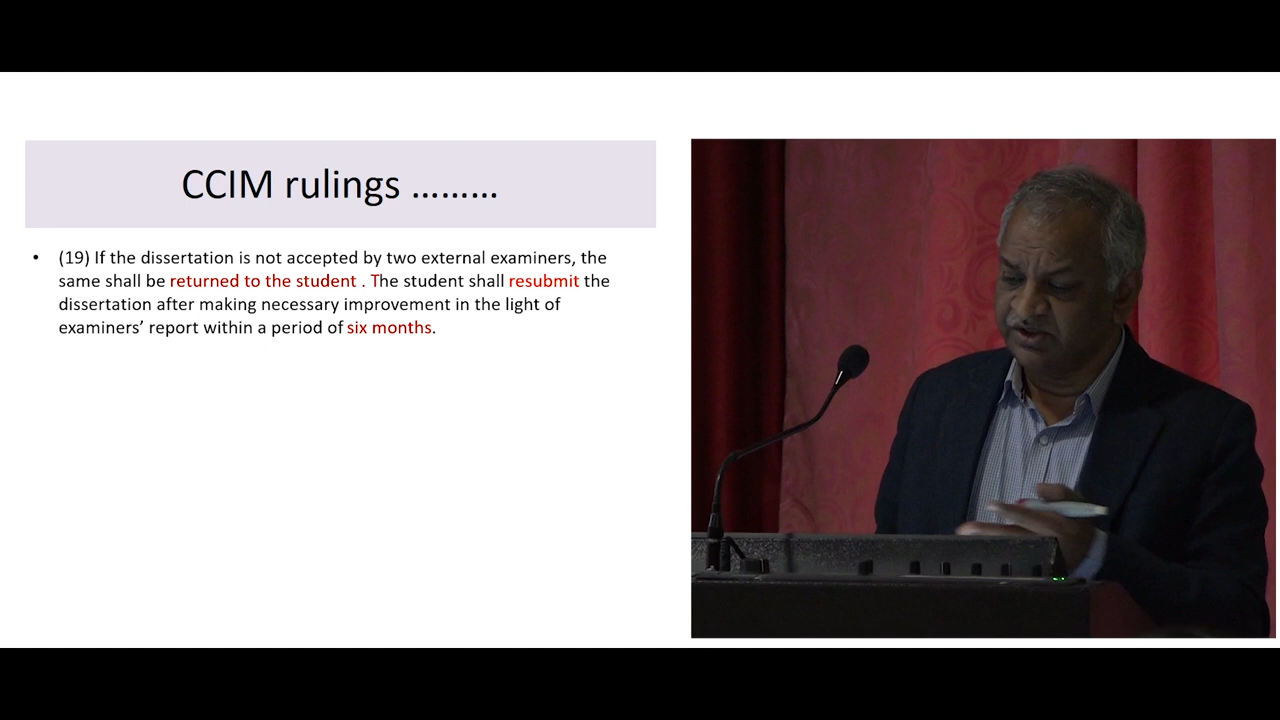 CCIM rulings .........
• (19) If the dissertation is not accepted by two external examiners, the
same shall be returned to the student . The student shall resubmit the
dissertation after making necessary improvement in the light of
examiners’ report within a period of six months.